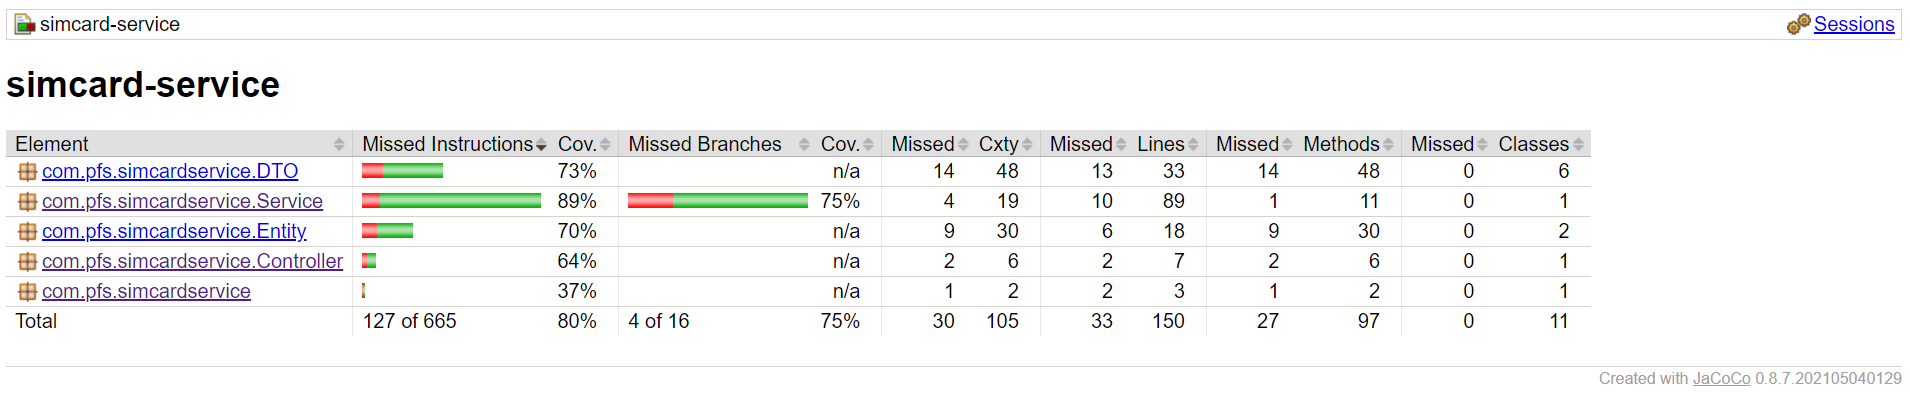 simcard-service Sessions
simcard-service
Element Missed Instructions Cov. Missed Branches Cov. Missed Cxty Missed Lines Missed Methods Missed Classes
com.pfs.simcardservice.DTO 73% n/a 14 48 13 33 14 48 0 6
com.pfs.simcardservice.Service 89% 75% 4 19 10 89 1 11 0 1
com.pfs.simcardservice.Entity 70% n/a 9 30 6 18 9 30 0 2
com.pfs.simcardservice.Controller 64% n/a 2 6 2 7 2 6 0 1
com.pfs.simcardservice 37% n/a 1 2 2 3 1 2 0 1
Total 127 of 665 80% 4 of 16 75% 30 105 33 150 27 97 0 11
Created with JaCoCo 0.8.7.202105040129